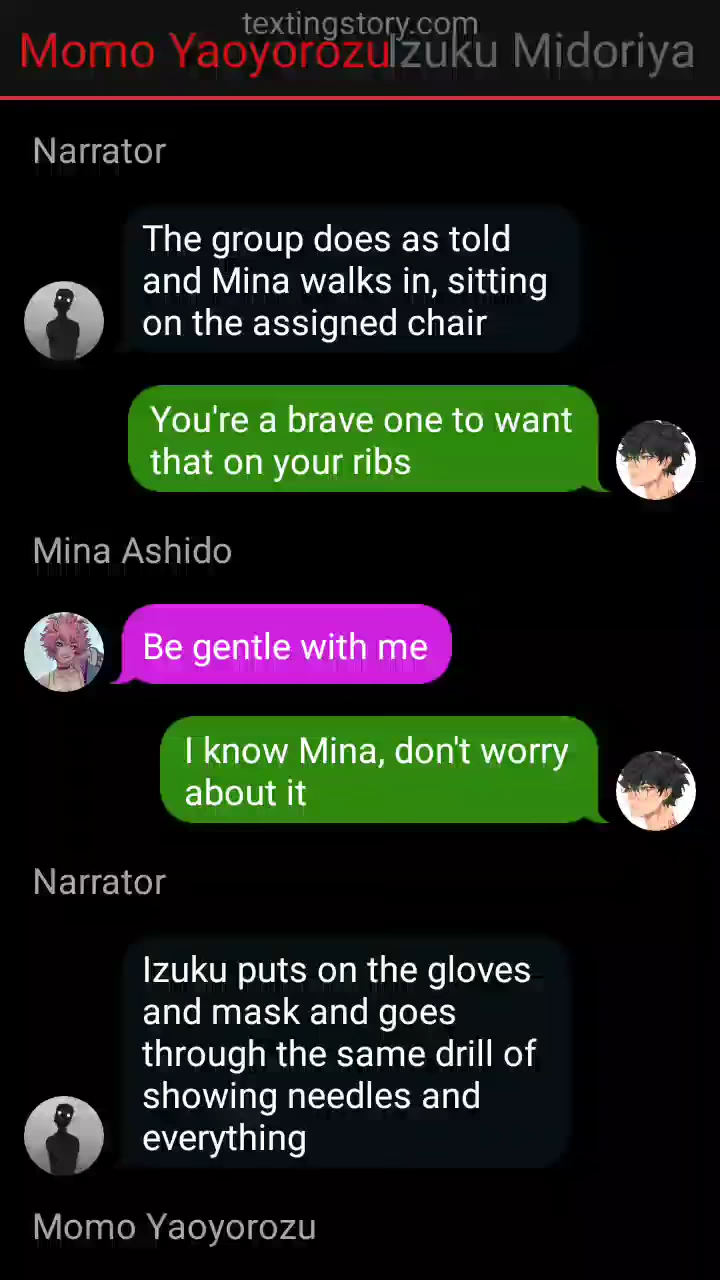 textingstory.com
Momo Yaoyorozu Izuku Midoriya
Narrator
The group does as told
and Mina walks in, sitting
on the assigned chair
You're a brave one to want
that on your ribs
Mina Ashido
Be gentle with me
I know Mina, don't worry
about it
Narrator
Izuku puts on the gloves
and mask and goes
through the same drill of
showing needles and
everything
Momo Yaoyorozu